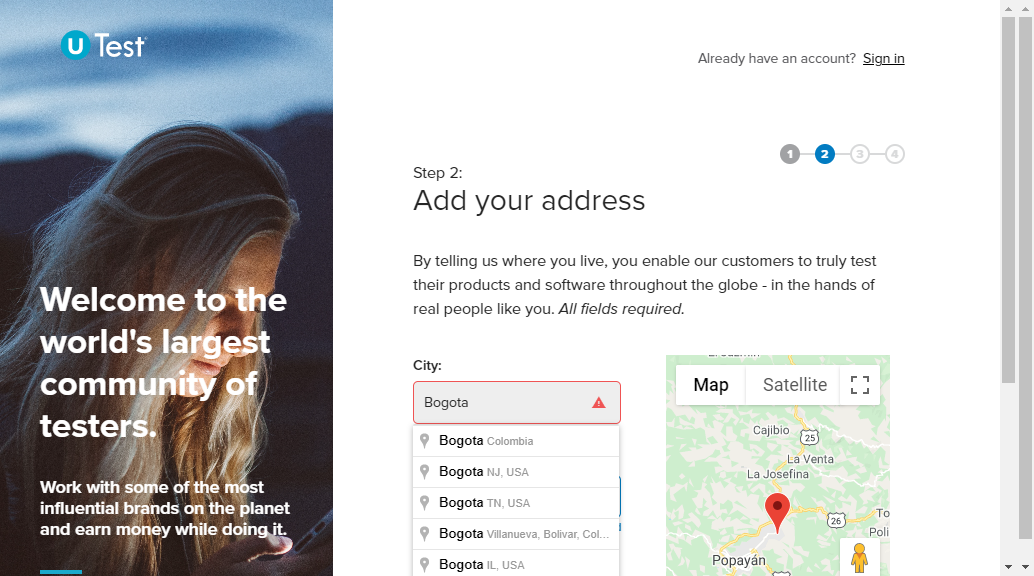 U Test
Already have an account? Sign in
1 2 3 4
Step 2:
Add your address
By telling us where you live, you enable our customers to truly test
their products and software throughout the globe - in the hands of
real people like you. All fields required.
Welcome to the
world's largest
community of
testers.
Work with some of the most
influential brands on the planet
and earn money while doing it.
City:
Bogota
Bogota Colombia
Bogota NJ, USA
Bogota TN, USA
Bogota Villanueva, Bolivar, Col...
Bogota IL, USA
Map Satellite
Cajibio
25
La Venta
La Josefina
26
To
Poli
Popayán